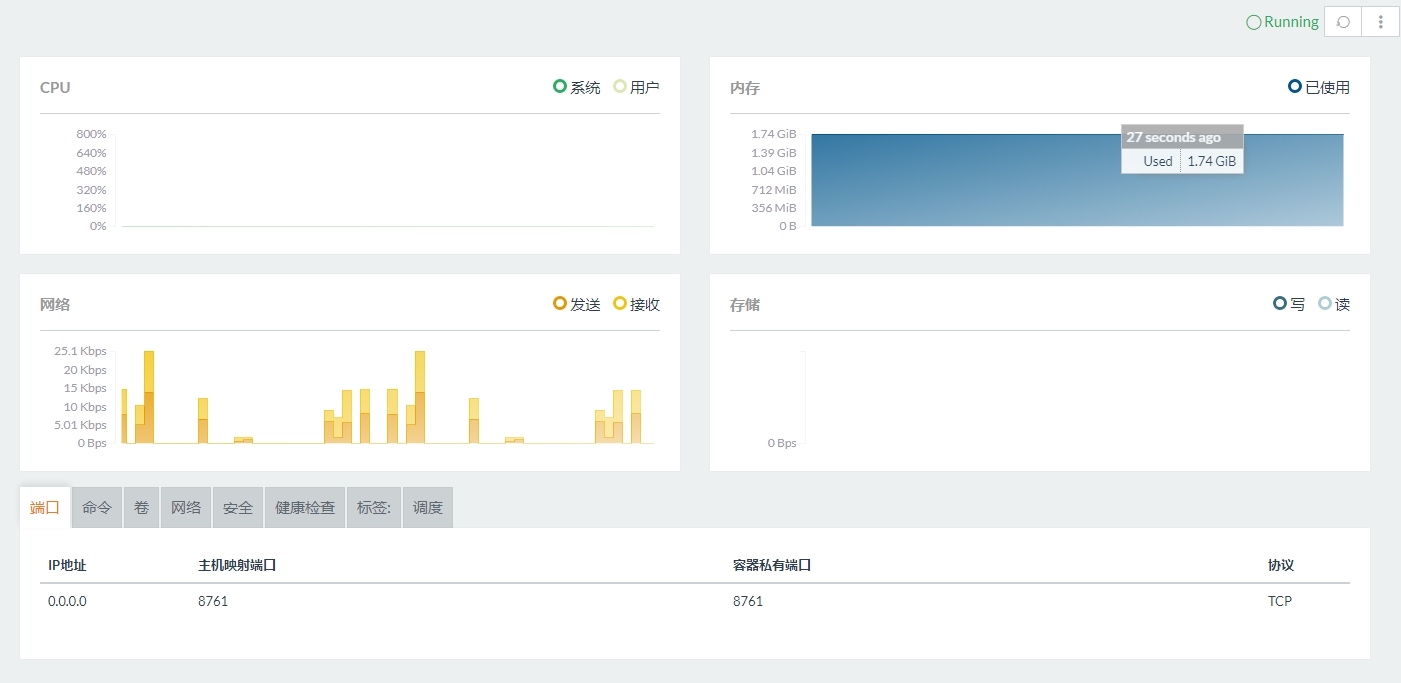 Running
CPU
系统 用户
800%
640%
480%
320%
160%
0%
内存
已使用
1.74 GiB
1.39 GiB
1.04 GiB
712 MiB
356 MiB
0 B
27 seconds ago
Used 1.74 GiB
网络
发送 接收
25.1 Kbps
20 Kbps
15 Kbps
10 Kbps
5.01 Kbps
0 Bps
存储
写 读
0 Bps
端口 命令 卷 网络 安全 健康检查 标签: 调度
IP地址 主机映射端口 容器私有端口 协议
0.0.0.0 8761 8761 TCP